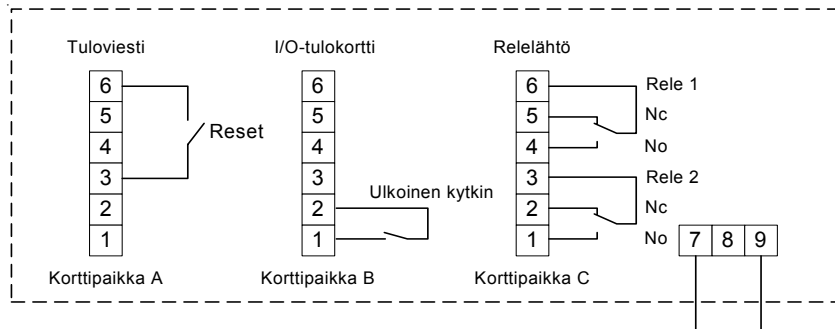 Tuloviesti
6
5
4
3
2
1
Reset
Korttipaikka A
I/O-tulokortti
6
5
4
3
2
1
Ulkoinen kytkin
Korttipaikka B
Relelähtö
6 Rele 1
5 Nc
4 No
3 Rele 2
2 Nc
1 No
Korttipaikka C
7 8 9